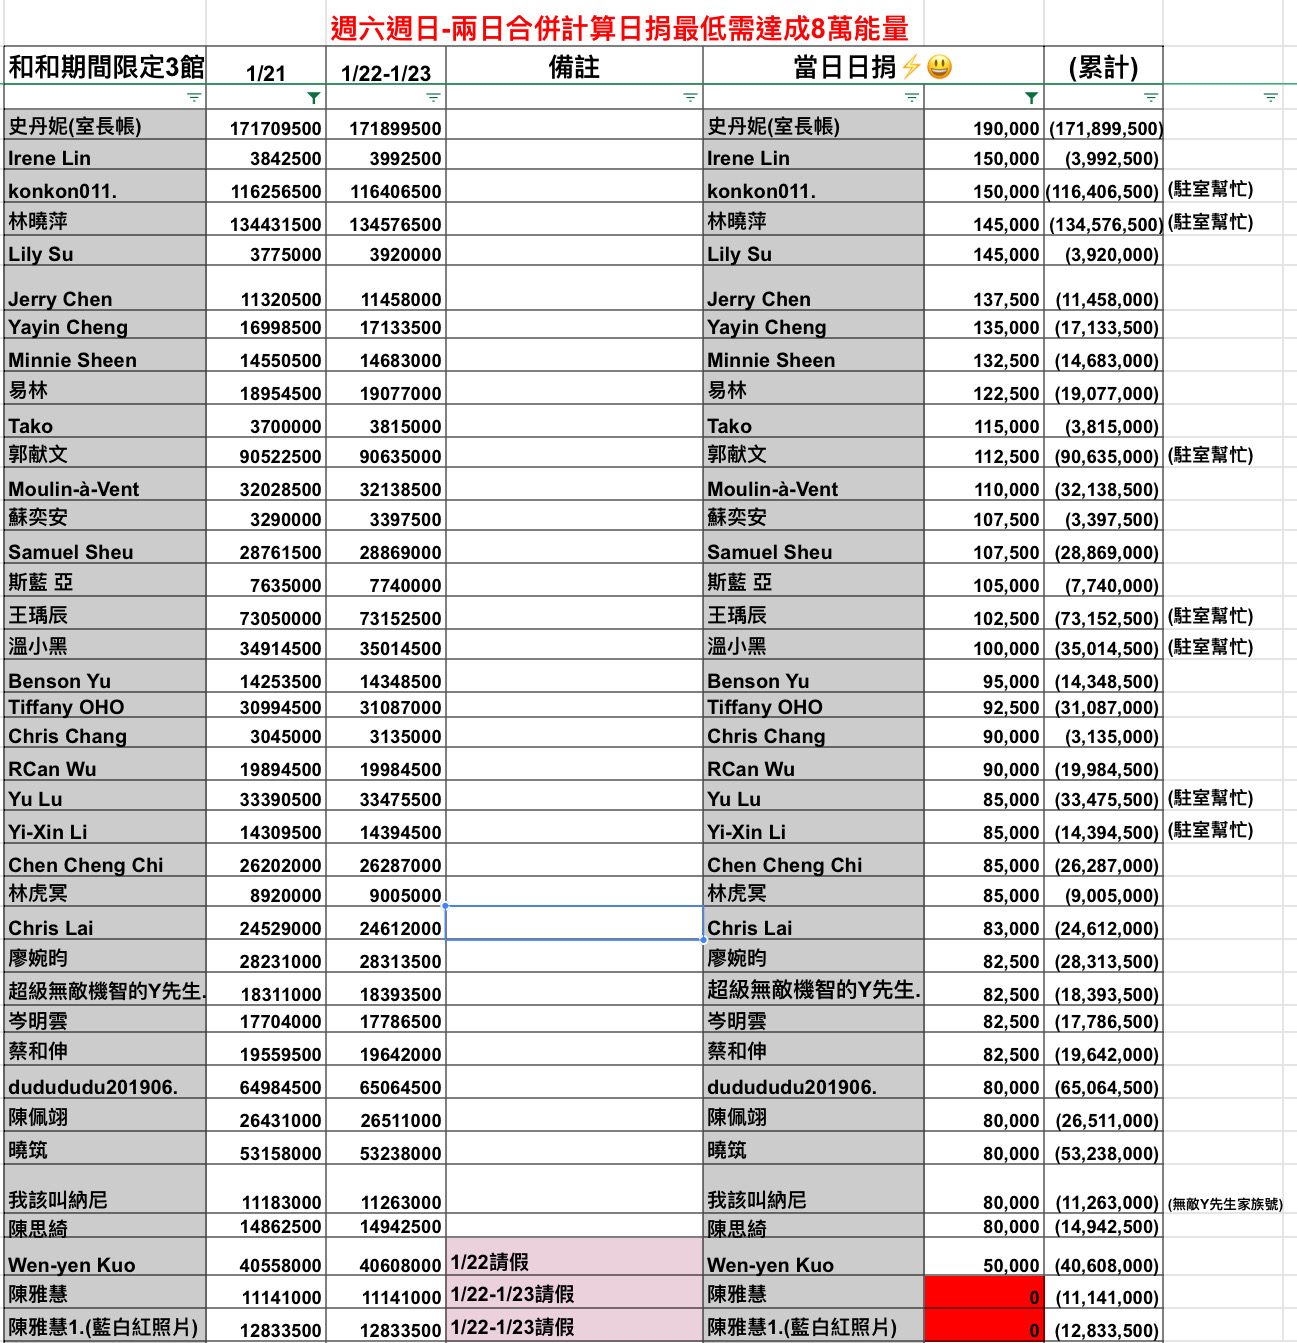 週六週日-兩日合併計算日捐最低需達成8萬能量
和和期間限定3館 1/21 1/22-1/23 備註 當日日捐⚡😃 (累計)
史丹妮(室長帳) 171709500 171899500 史丹妮(室長帳) 190,000 (171,899,500)
Irene Lin 3842500 3992500 Irene Lin 150,000 (3,992,500)
konkon011. 116256500 116406500 konkon011. 150,000 (116,406,500) (駐室幫忙)
林曉萍 134431500 134576500 林曉萍 145,000 (134,576,500) (駐室幫忙)
Lily Su 3775000 3920000 Lily Su 145,000 (3,920,000)
Jerry Chen 11320500 11458000 Jerry Chen 137,500 (11,458,000)
Yayin Cheng 16998500 17133500 Yayin Cheng 135,000 (17,133,500)
Minnie Sheen 14550500 14683000 Minnie Sheen 132,500 (14,683,000)
易林 18954500 19077000 易林 122,500 (19,077,000)
Tako 3700000 3815000 Tako 115,000 (3,815,000)
郭献文 90522500 90635000 郭献文 112,500 (90,635,000) (駐室幫忙)
Moulin-à-Vent 32028500 32138500 Moulin-à-Vent 110,000 (32,138,500)
蘇奕安 3290000 3397500 蘇奕安 107,500 (3,397,500)
Samuel Sheu 28761500 28869000 Samuel Sheu 107,500 (28,869,000)
斯藍 亞 7635000 7740000 斯藍 亞 105,000 (7,740,000)
王瑀辰 73050000 73152500 王瑀辰 102,500 (73,152,500) (駐室幫忙)
溫小黑 34914500 35014500 溫小黑 100,000 (35,014,500) (駐室幫忙)
Benson Yu 14253500 14348500 Benson Yu 95,000 (14,348,500)
Tiffany OHO 30994500 31087000 Tiffany OHO 92,500 (31,087,000)
Chris Chang 3045000 3135000 Chris Chang 90,000 (3,135,000)
RCan Wu 19894500 19984500 RCan Wu 90,000 (19,984,500)
Yu Lu 33390500 33475500 Yu Lu 85,000 (33,475,500) (駐室幫忙)
Yi-Xin Li 14309500 14394500 Yi-Xin Li 85,000 (14,394,500) (駐室幫忙)
Chen Cheng Chi 26202000 26287000 Chen Cheng Chi 85,000 (26,287,000)
林虎冥 8920000 9005000 林虎冥 85,000 (9,005,000)
Chris Lai 24529000 24612000 Chris Lai 83,000 (24,612,000)
廖婉昀 28231000 28313500 廖婉昀 82,500 (28,313,500)
超級無敵機智的Y先生. 18311000 18393500 超級無敵機智的Y先生. 82,500 (18,393,500)
岑明雲 17704000 17786500 岑明雲 82,500 (17,786,500)
蔡和伸 19559500 19642000 蔡和伸 82,500 (19,642,000)
dudududu201906. 64984500 65064500 dudududu201906. 80,000 (65,064,500)
陳佩翊 26431000 26511000 陳佩翊 80,000 (26,511,000)
曉筑 53158000 53238000 曉筑 80,000 (53,238,000)
我該叫納尼 11183000 11263000 我該叫納尼 80,000 (11,263,000) (無敵Y先生家族號)
陳思綺 14862500 14942500 陳思綺 80,000 (14,942,500)
Wen-yen Kuo 40558000 40608000 1/22請假 Wen-yen Kuo 50,000 (40,608,000)
陳雅慧 11141000 11141000 1/22-1/23請假 陳雅慧 0 (11,141,000)
陳雅慧1.(藍白紅照片) 12833500 12833500 1/22-1/23請假 陳雅慧1.(藍白紅照片) 0 (12,833,500)